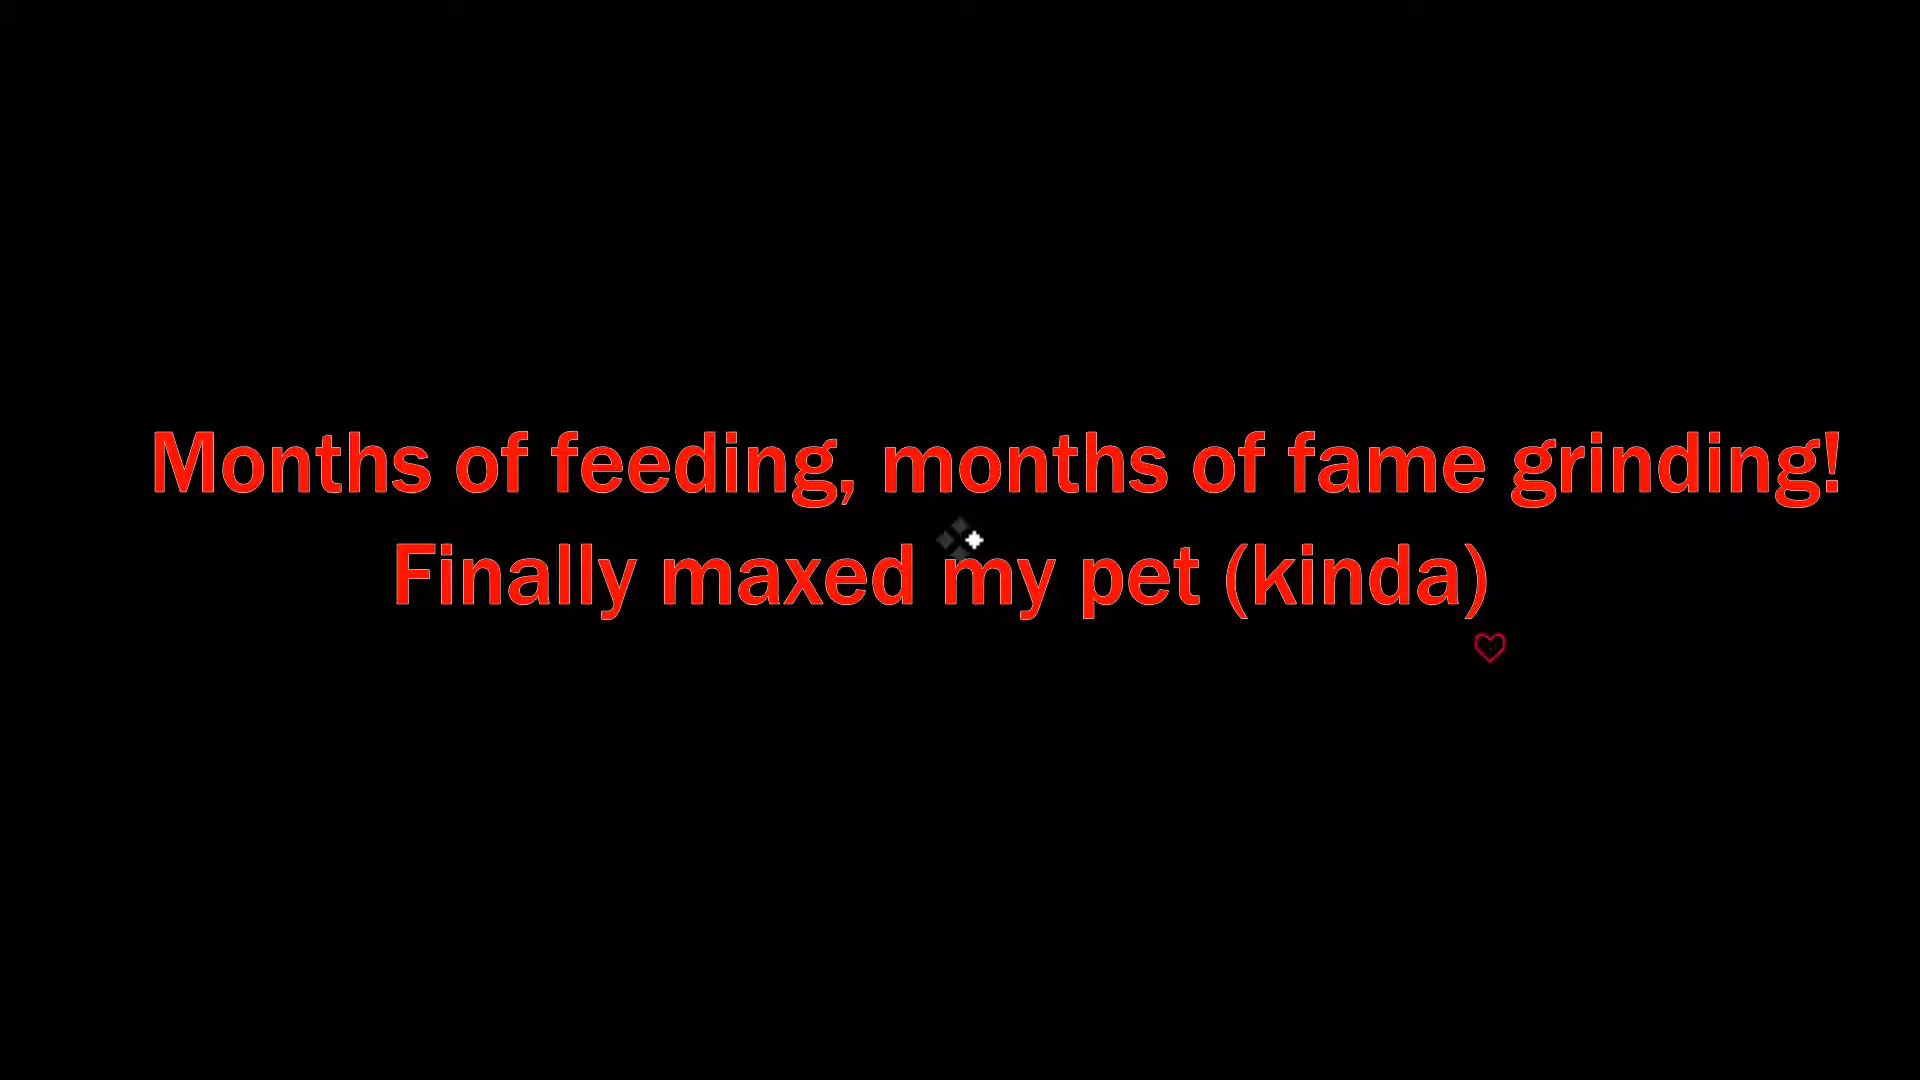 Months of feeding, months of fame grinding!
Finally maxed my pet (kinda)